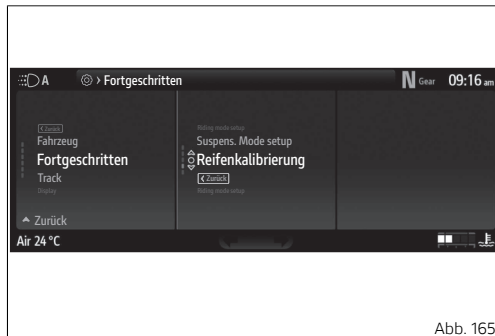 A
> Fortgeschritten
N Gear 09:16 am
Zurück
Fahrzeug
Fortgeschritten
Track
Display
Zurück
Riding mode setup
Suspens. Mode setup
Reifenkalibrierung
Zurück
Riding mode setup
Air 24 °C
Abb. 165